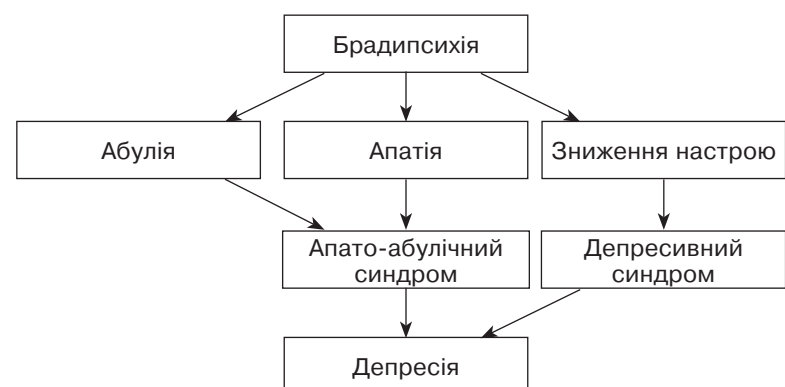 Брадипсихія
Абулія
Апатія
Зниження настрою
Апато-абулічний
синдром
Депресивний
синдром
Депресія